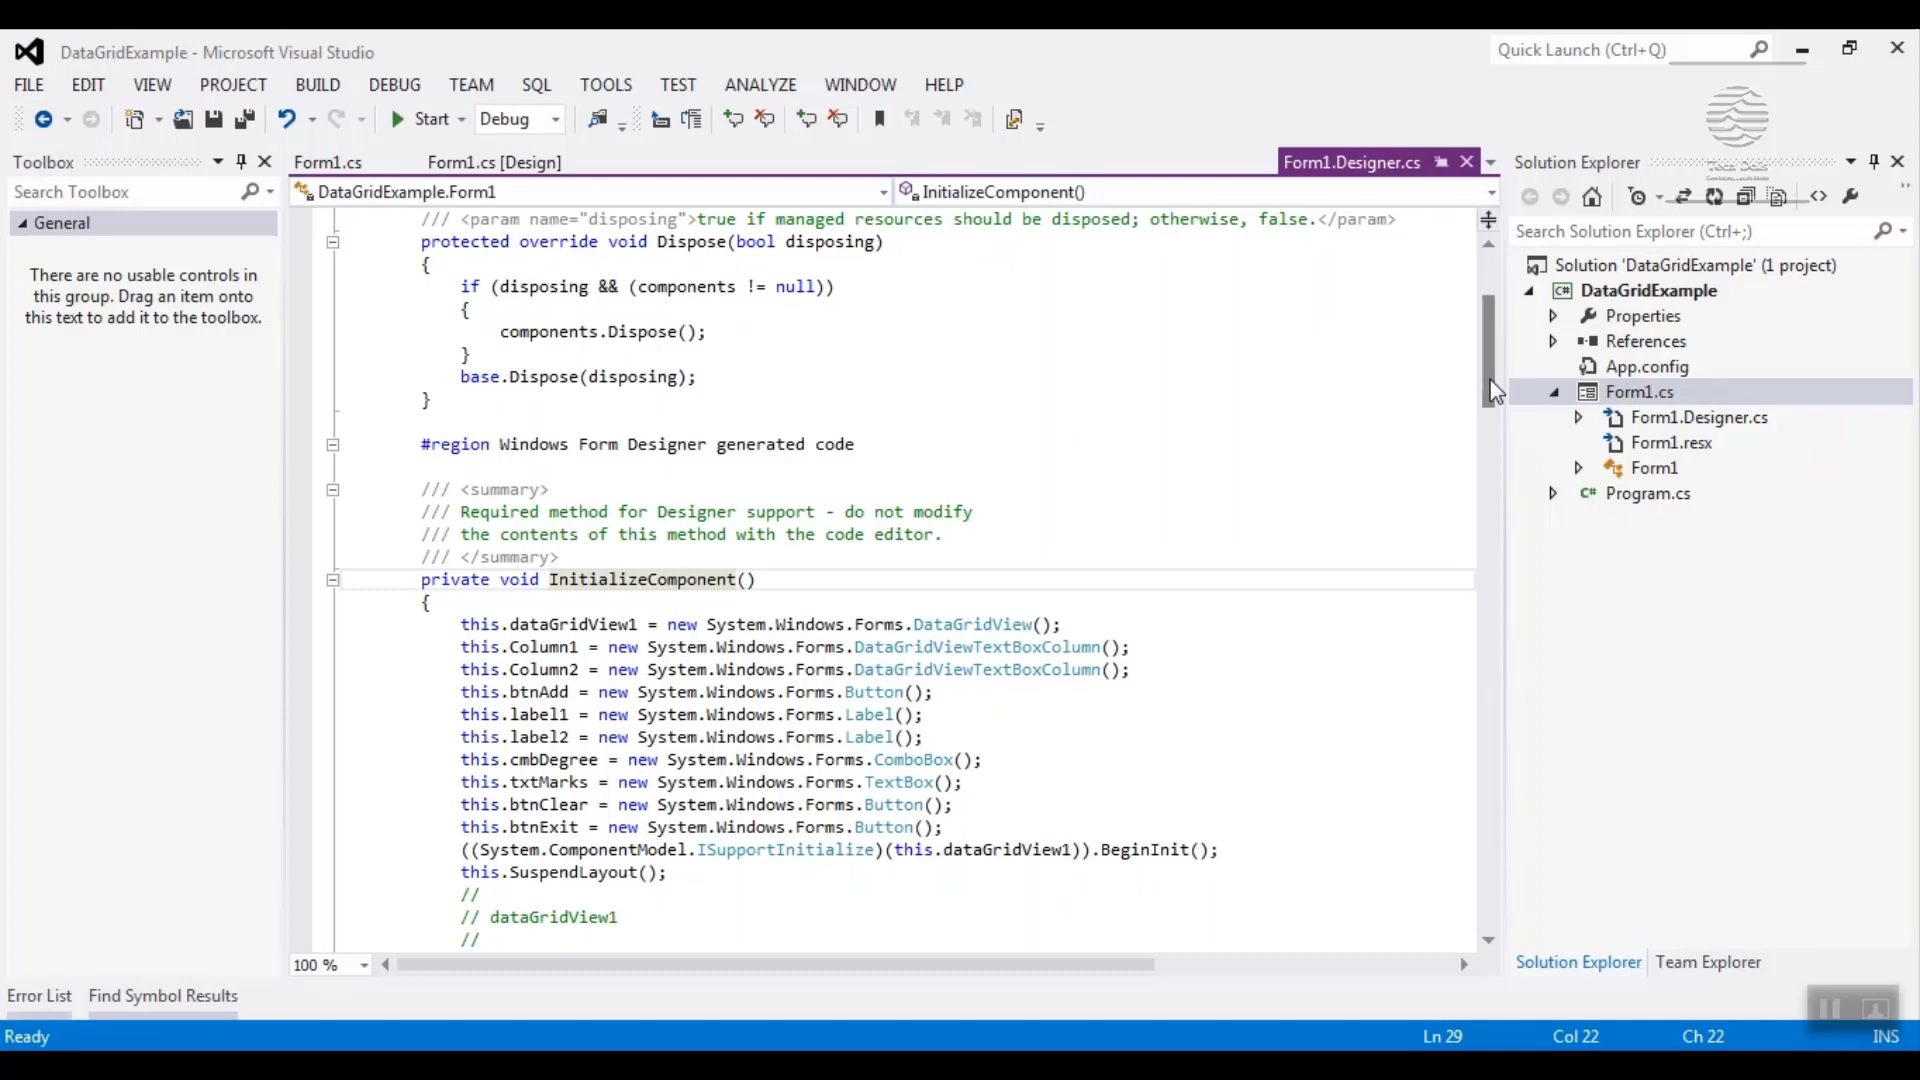 DataGridExample - Microsoft Visual Studio
Quick Launch (Ctrl+Q)
FILE EDIT VIEW PROJECT BUILD DEBUG TEAM SQL TOOLS TEST ANALYZE WINDOW HELP
Start Debug
Toolbox
Form1.cs Form1.cs [Design] Form1.Designer.cs
Solution Explorer
Search Toolbox
DataGridExample.Form1 InitializeComponent()
General
There are no usable controls in
this group. Drag an item onto
this text to add it to the toolbox.
/// <param name="disposing">true if managed resources should be disposed; otherwise, false.</param>
protected override void Dispose(bool disposing)
{
if (disposing && (components != null))
{
components.Dispose();
}
base.Dispose(disposing);
}
#region Windows Form Designer generated code
/// <summary>
/// Required method for Designer support - do not modify
/// the contents of this method with the code editor.
/// </summary>
private void InitializeComponent()
{
this.dataGridView1 = new System.Windows.Forms.DataGridView();
this.Column1 = new System.Windows.Forms.DataGridViewTextBoxColumn();
this.Column2 = new System.Windows.Forms.DataGridViewTextBoxColumn();
this.btnAdd = new System.Windows.Forms.Button();
this.label1 = new System.Windows.Forms.Label();
this.label2 = new System.Windows.Forms.Label();
this.cmbDegree = new System.Windows.Forms.ComboBox();
this.txtMarks = new System.Windows.Forms.TextBox();
this.btnClear = new System.Windows.Forms.Button();
this.btnExit = new System.Windows.Forms.Button();
((System.ComponentModel.ISupportInitialize)(this.dataGridView1)).BeginInit();
this.SuspendLayout();
//
// dataGridView1
//
100 %
Search Solution Explorer (Ctrl+;)
Solution 'DataGridExample' (1 project)
C# DataGridExample
Properties
References
App.config
Form1.cs
Form1.Designer.cs
Form1.resx
Form1
C# Program.cs
Solution Explorer Team Explorer
Error List Find Symbol Results
Ready Ln 29 Col 22 Ch 22 INS